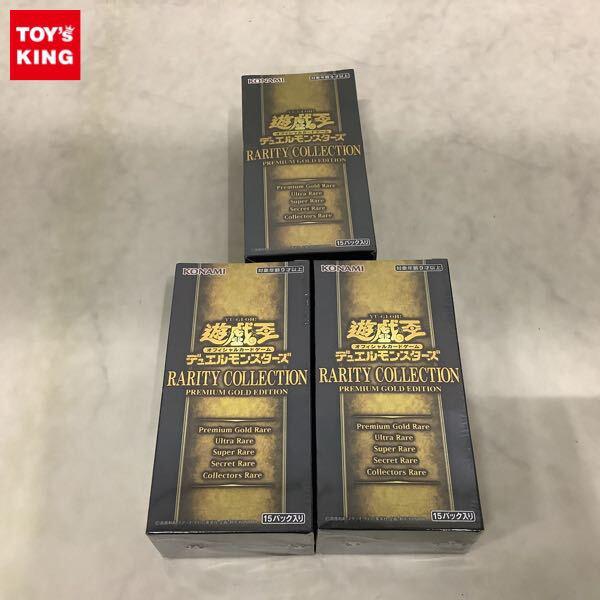 TOY's
KING
KONAMI
対象年齢9才以上
YU-GI-OH!
遊戯王
オフィシャルカードゲーム
デュエルモンスターズ
RARITY COLLECTION
PREMIUM GOLD EDITION
Premium Gold Rare
Ultra Rare
Super Rare
Secret Rare
Collectors Rare
15パック入り
KONAMI
対象年齢9才以上
YU-GI-OH!
遊戯王
オフィシャルカードゲーム
デュエルモンスターズ
RARITY COLLECTION
PREMIUM GOLD EDITION
Premium Gold Rare
Ultra Rare
Super Rare
Secret Rare
Collectors Rare
15パック入り
KONAMI
対象年齢9才以上
YU-GI-OH!
遊戯王
オフィシャルカードゲーム
デュエルモンスターズ
RARITY COLLECTION
PREMIUM GOLD EDITION
Premium Gold Rare
Ultra Rare
Super Rare
Secret Rare
Collectors Rare
15パック入り